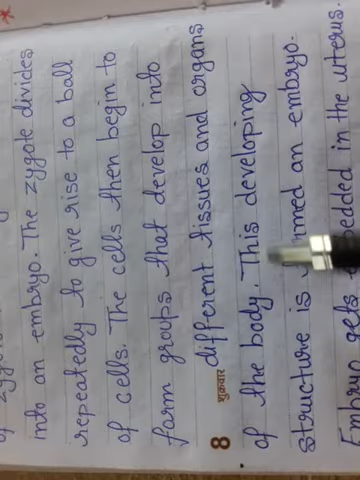 of zygote
into an embryo. The zygote divides
repeatedly to give rise to a ball
of cells. The cells then begin to
form groups that develop into
8 शुक्रवार different tissues and organs
of the body. This developing
structure is an embryo.
Embryo gets in the uterus.